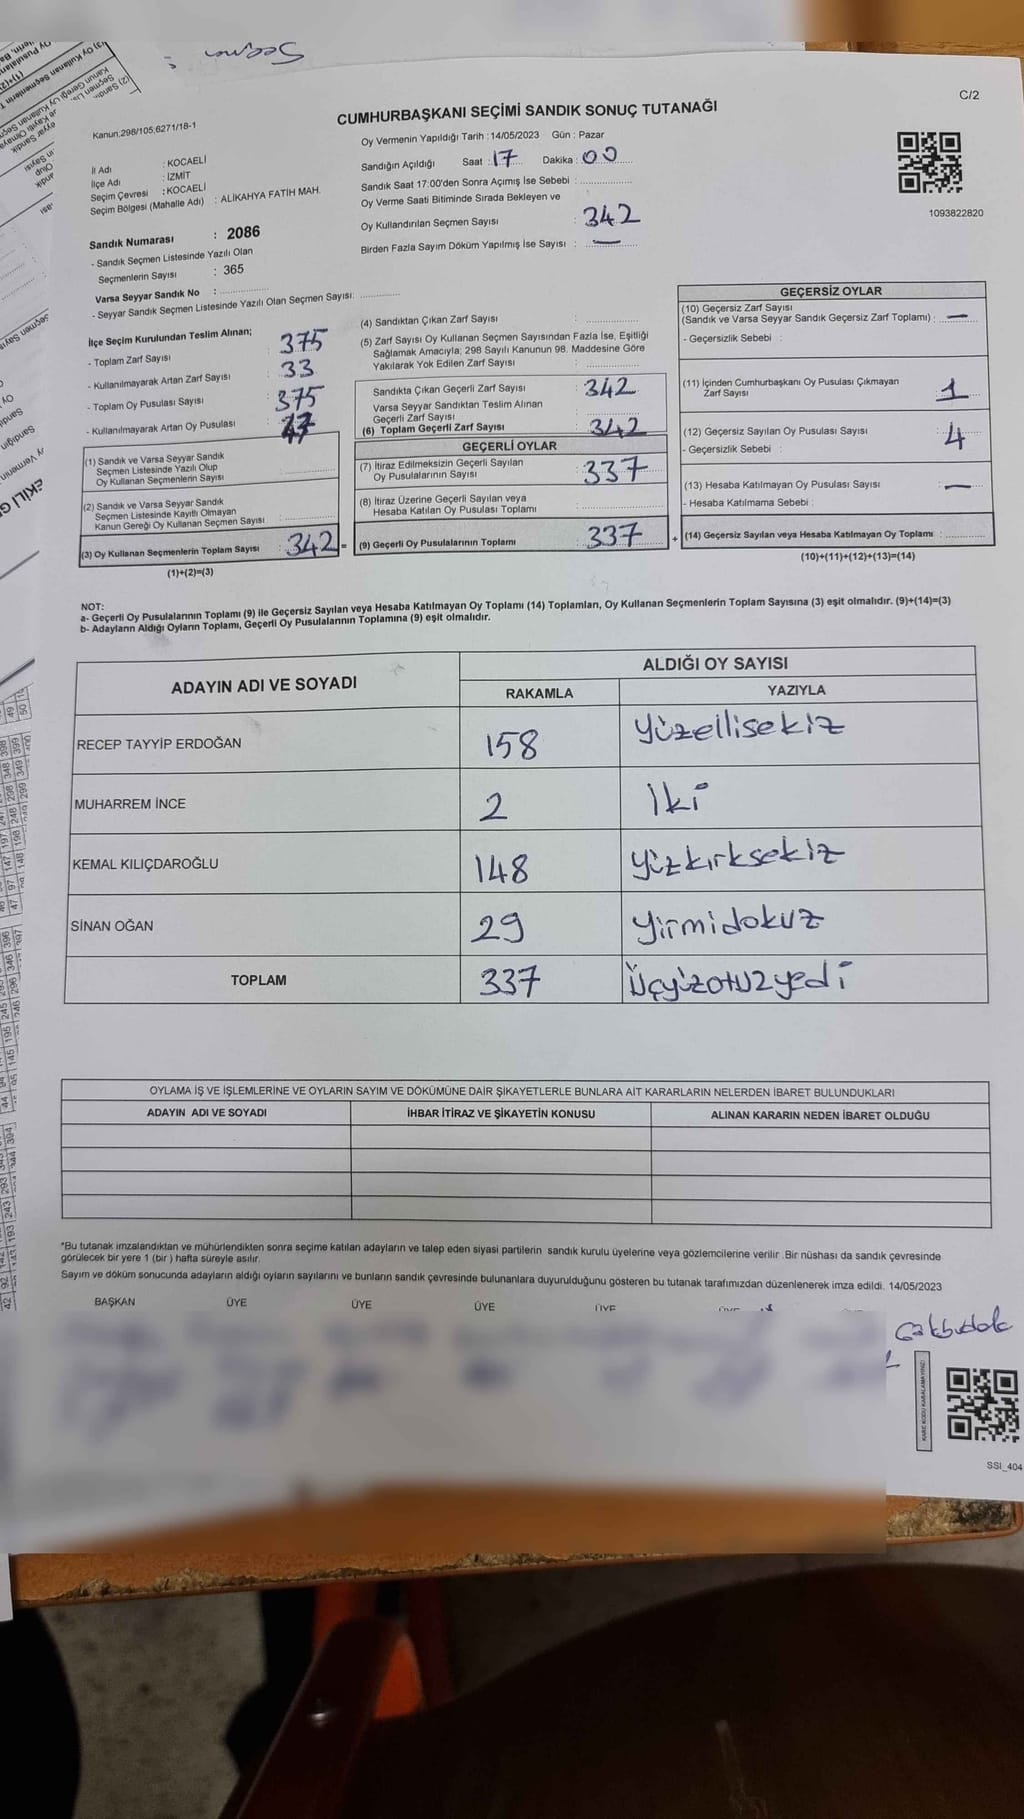 Seçmen
CUMHURBAŞKANI SEÇİMİ SANDIK SONUÇ TUTANAĞI
C/2
Kanun;298/105;6271/18-1
İl Adı : KOCAELİ
İlçe Adı : İZMİT
Seçim Çevresi : KOCAELİ
Seçim Bölgesi (Mahalle Adı) : ALİKAHYA FATİH MAH.
Sandık Numarası : 2086
- Sandık Seçmen Listesinde Yazılı Olan
Seçmenlerin Sayısı : 365
Varsa Seyyar Sandık No : ..............
- Seyyar Sandık Seçmen Listesinde Yazılı Olan Seçmen Sayısı: ..............
Oy Vermenin Yapıldığı Tarih : 14/05/2023 Gün : Pazar
Sandığın Açıldığı Saat : 17 Dakika : 00
Sandık Saat 17:00'den Sonra Açımış İse Sebebi : ..............
Oy Verme Saati Bitiminde Sırada Bekleyen ve
Oy Kullandırılan Seçmen Sayısı : 342
Birden Fazla Sayım Döküm Yapılmış İse Sayısı : —
1093822820
İlçe Seçim Kurulundan Teslim Alınan;
- Toplam Zarf Sayısı : 375
- Kullanılmayarak Artan Zarf Sayısı : 33
- Toplam Oy Pusulası Sayısı : 375
- Kullanılmayarak Artan Oy Pusulası :
(1) Sandık ve Varsa Seyyar Sandık
Seçmen Listesinde Yazılı Olup
Oy Kullanan Seçmenlerin Sayısı : ..............
(2) Sandık ve Varsa Seyyar Sandık
Seçmen Listesinde Kayıtlı Olmayan
Kanun Gereği Oy Kullanan Seçmen Sayısı : ..............
(3) Oy Kullanan Seçmenlerin Toplam Sayısı : 342 =
(1)+(2)=(3)
(4) Sandıktan Çıkan Zarf Sayısı : ..............
(5) Zarf Sayısı Oy Kullanan Seçmen Sayısından Fazla İse, Eşitliği
Sağlamak Amacıyla; 298 Sayılı Kanunun 98. Maddesine Göre
Yakılarak Yok Edilen Zarf Sayısı : ..............
Sandıkta Çıkan Geçerli Zarf Sayısı : 342
Varsa Seyyar Sandıktan Teslim Alınan
Geçerli Zarf Sayısı : ..............
(6) Toplam Geçerli Zarf Sayısı : 342
GEÇERLİ OYLAR
(7) İtiraz Edilmeksizin Geçerli Sayılan
Oy Pusulalarının Sayısı : 337
(8) İtiraz Üzerine Geçerli Sayılan veya
Hesaba Katılan Oy Pusulası Toplamı : ..............
(9) Geçerli Oy Pusulalarının Toplamı : 337 +
GEÇERSİZ OYLAR
(10) Geçersiz Zarf Sayısı
(Sandık ve Varsa Seyyar Sandık Geçersiz Zarf Toplamı) : —
- Geçersizlik Sebebi :
(11) İçinden Cumhurbaşkanı Oy Pusulası Çıkmayan
Zarf Sayısı 1
(12) Geçersiz Sayılan Oy Pusulası Sayısı 4
- Geçersizlik Sebebi :
(13) Hesaba Katılmayan Oy Pusulası Sayısı —
- Hesaba Katılmama Sebebi :
(14) Geçersiz Sayılan veya Hesaba Katılmayan Oy Toplamı : ..............
(10)+(11)+(12)+(13)=(14)
NOT:
a- Geçerli Oy Pusulalarının Toplamı (9) ile Geçersiz Sayılan veya Hesaba Katılmayan Oy Toplamı (14) Toplamları, Oy Kullanan Seçmenlerin Toplam Sayısına (3) eşit olmalıdır. (9)+(14)=(3)
b- Adayların Aldığı Oyların Toplamı, Geçerli Oy Pusulalarının Toplamına (9) eşit olmalıdır.
ADAYIN ADI VE SOYADI
ALDIĞI OY SAYISI
RAKAMLA YAZIYLA
RECEP TAYYİP ERDOĞAN 158 yüzellisekiz
MUHARREM İNCE 2 iki
KEMAL KILIÇDAROĞLU 148 yüzkırksekiz
SİNAN OĞAN 29 yirmidokuz
TOPLAM 337 Üçyüzotuzyedi
OYLAMA İŞ VE İŞLEMLERİNE VE OYLARIN SAYIM VE DÖKÜMÜNE DAİR ŞİKAYETLERLE BUNLARA AİT KARARLARIN NELERDEN İBARET BULUNDUKLARI
ADAYIN ADI VE SOYADI İHBAR İTİRAZ VE ŞİKAYETİN KONUSU ALINAN KARARIN NEDEN İBARET OLDUĞU
*Bu tutanak imzalandıktan ve mühürlendikten sonra seçime katılan adayların ve talep eden siyasi partilerin sandık kurulu üyelerine veya gözlemcilerine verilir .Bir nüshası da sandık çevresinde
görülecek bir yere 1 (bir ) hafta süreyle asılır.
Sayım ve döküm sonucunda adayların aldığı oyların sayılarını ve bunların sandık çevresinde bulunanlara duyurulduğunu gösteren bu tutanak tarafımızdan düzenlenerek imza edildi. 14/05/2023
BAŞKAN ÜYE ÜYE ÜYE ÜYE
KARE KODU KARALAMAYINIZ!
SSI_404